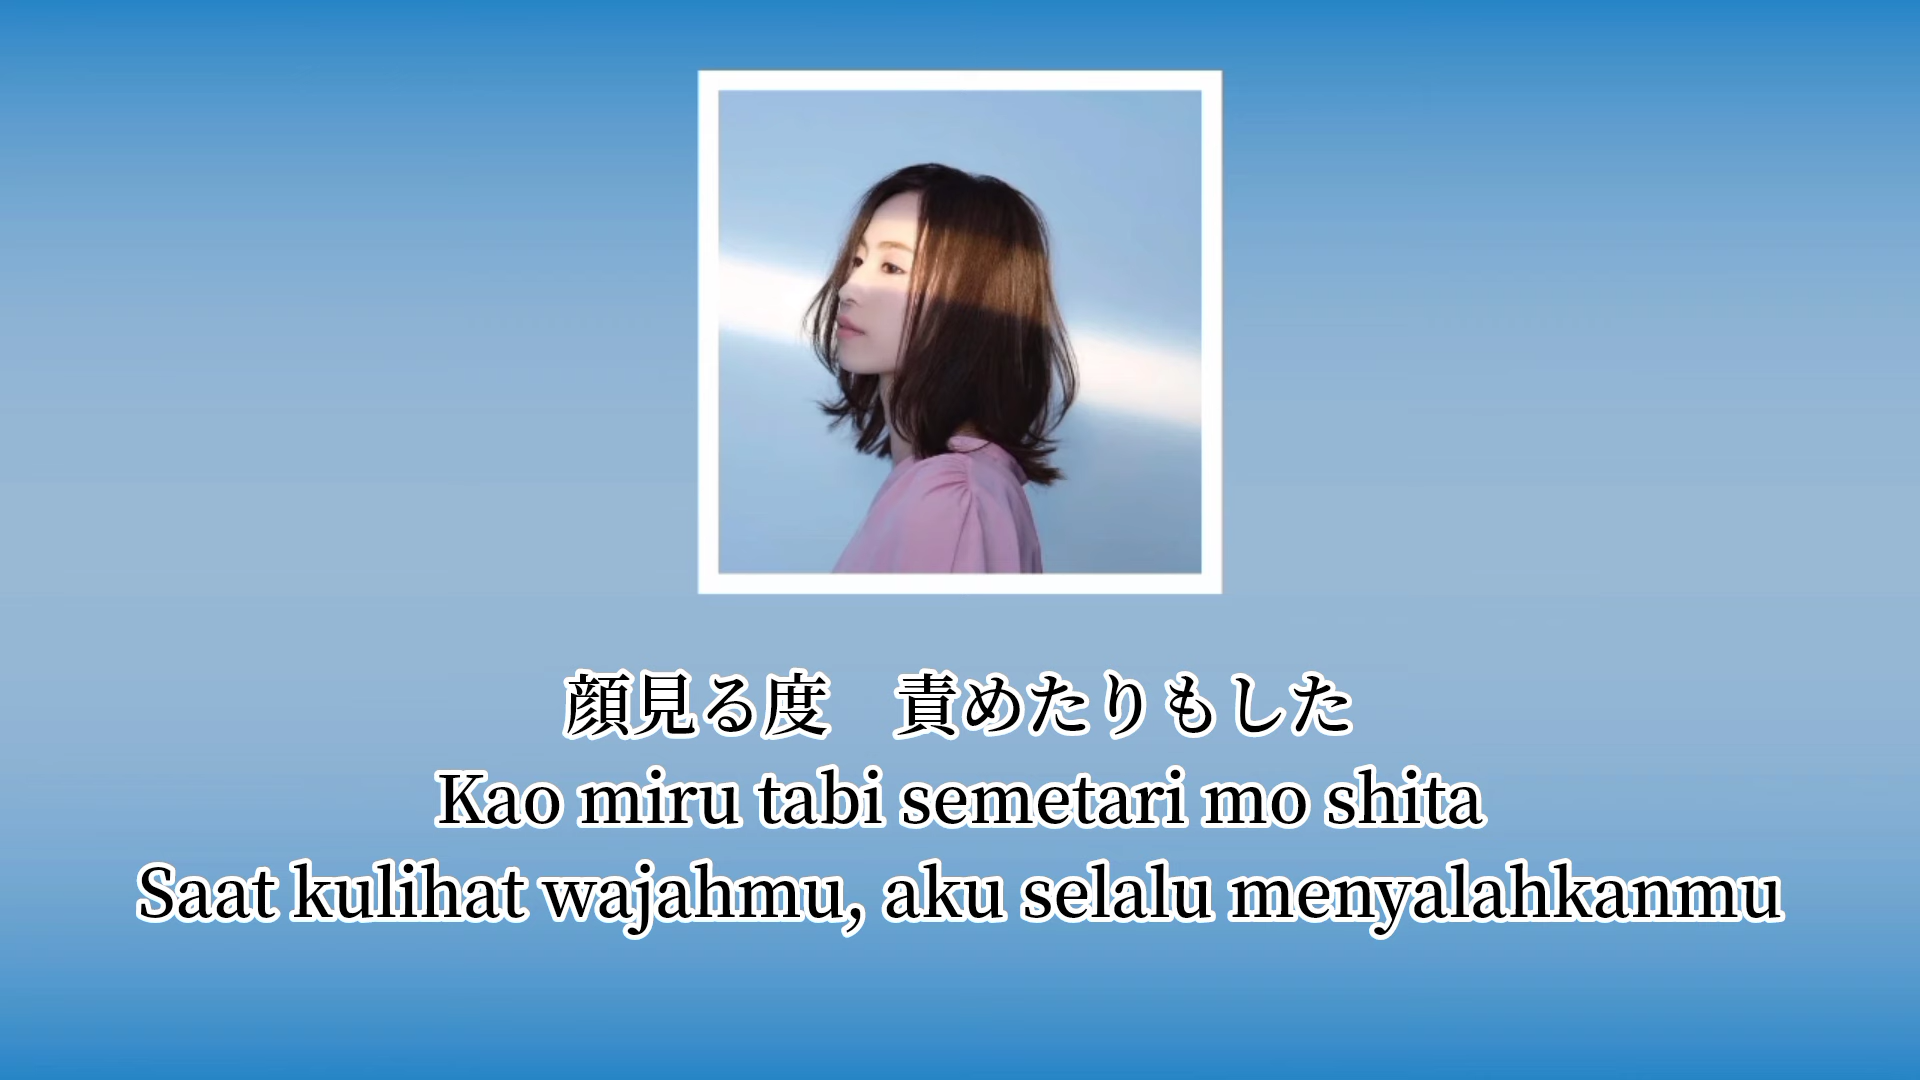 顔見る度　責めたりもした
Kao miru tabi semetari mo shita
Saat kulihat wajahmu, aku selalu menyalahkanmu